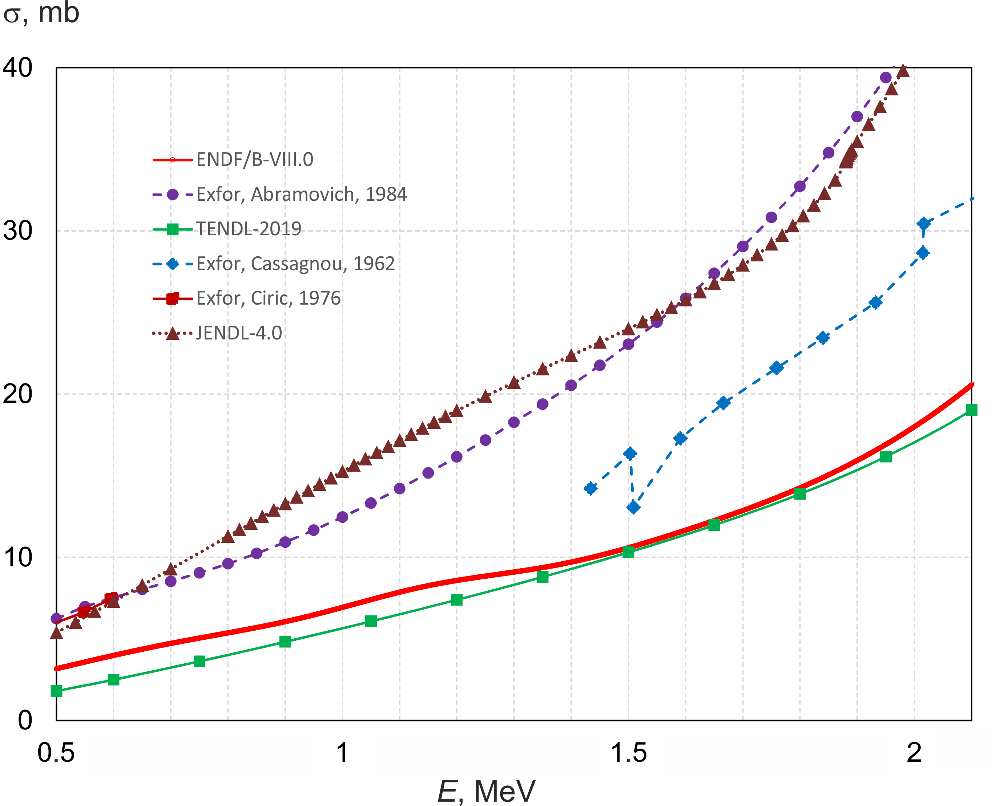 σ, mb
40
30
20
10
0
ENDF/B-VIII.0
Exfor, Abramovich, 1984
TENDL-2019
Exfor, Cassagnou, 1962
Exfor, Ciric, 1976
JENDL-4.0
0.5 1 1.5 2
E, MeV